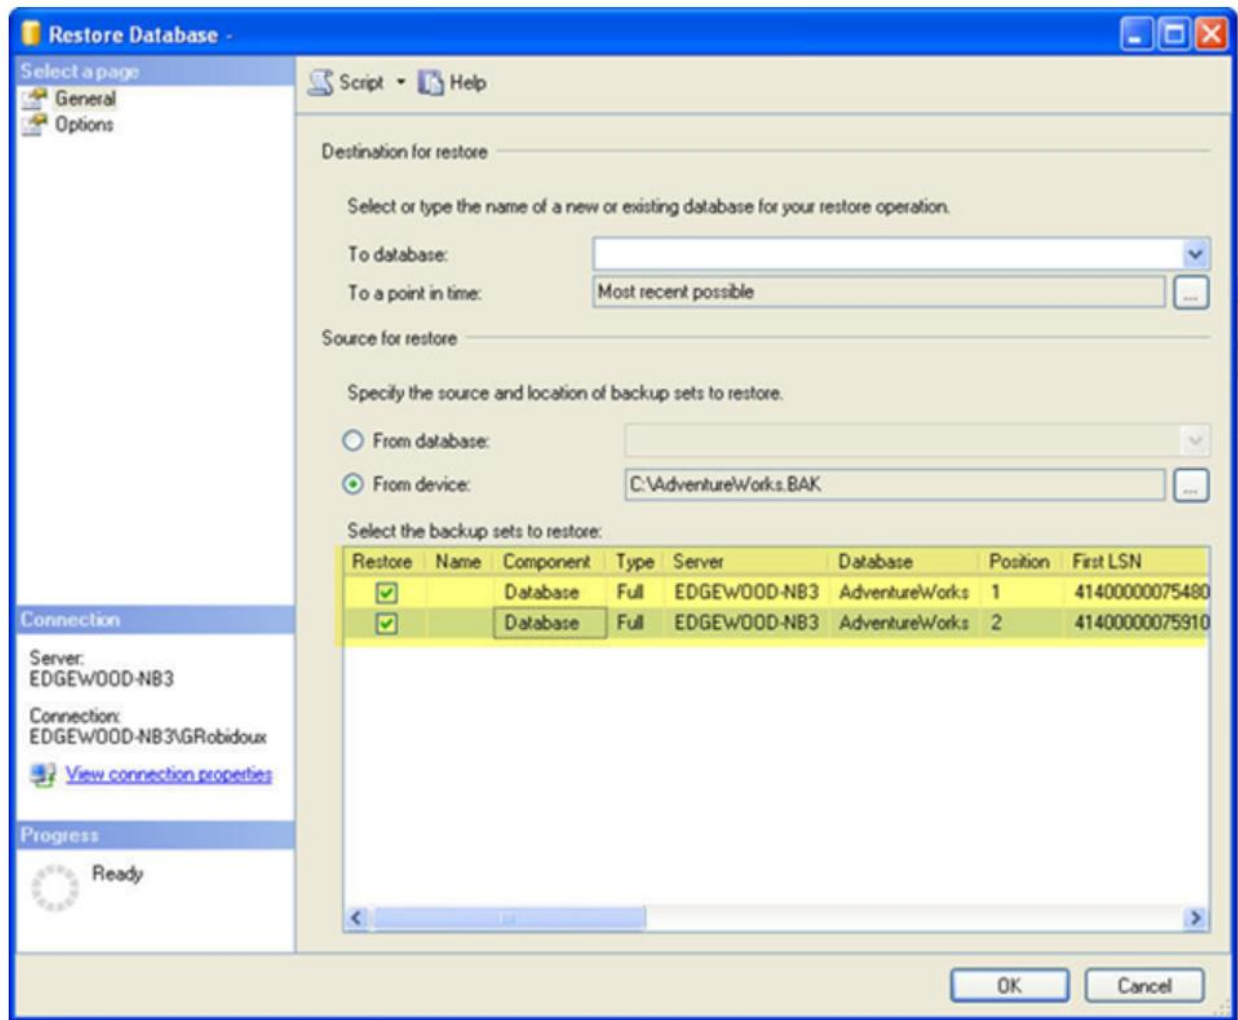 Restore Database -
Select a page
General
Options
Script Help
Destination for restore
Select or type the name of a new or existing database for your restore operation.
To database:
To a point in time: Most recent possible ...
Source for restore
Specify the source and location of backup sets to restore.
From database:
From device: C:\AdventureWorks.BAK ...
Select the backup sets to restore:
Restore Name Component Type Server Database Position First LSN
Database Full EDGEWOOD-NB3 AdventureWorks 1 41400000075480
Database Full EDGEWOOD-NB3 AdventureWorks 2 41400000075910
Connection
Server:
EDGEWOOD-NB3
Connection:
EDGEWOOD-NB3\GRobidoux
View connection properties
Progress
Ready
OK Cancel